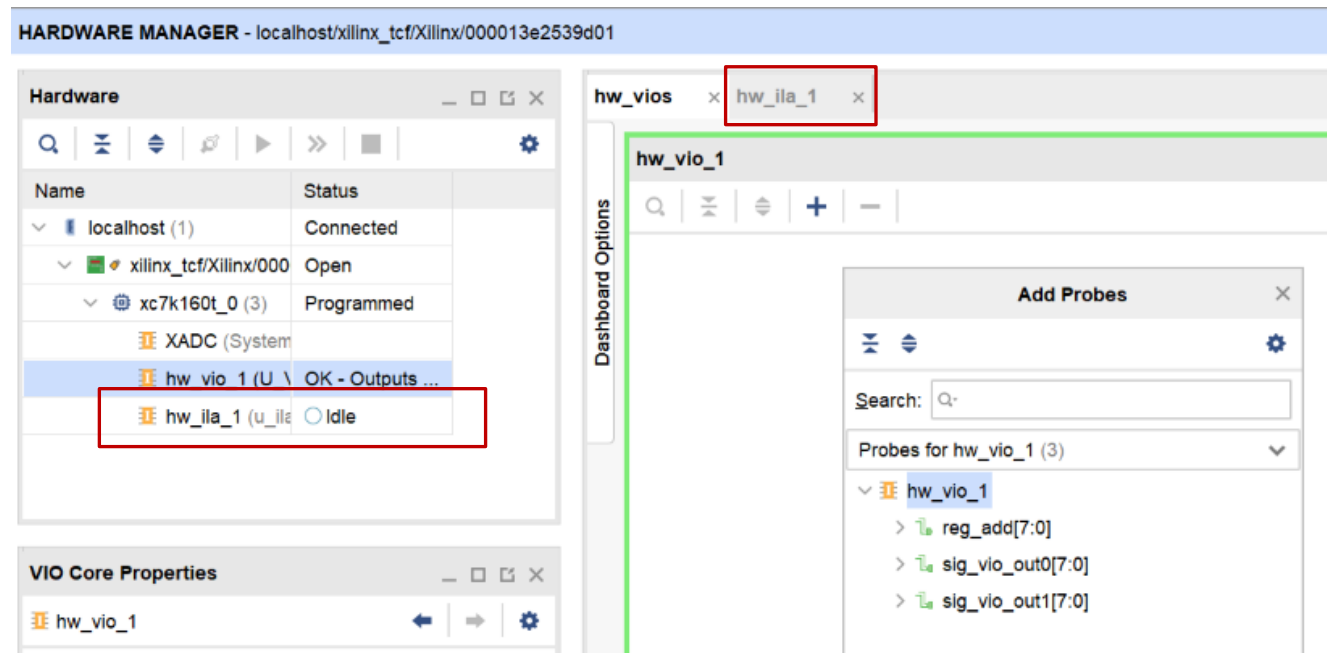 HARDWARE MANAGER - localhost/xilinx_tcf/Xilinx/000013e2539d01
Hardware
Name Status
localhost (1) Connected
xilinx_tcf/Xilinx/000 Open
xc7k160t_0 (3) Programmed
XADC (System
hw_vio_1 (U_V OK - Outputs ...
hw_ila_1 (u_ila Idle
VIO Core Properties
hw_vio_1
hw_vios hw_ila_1
Dashboard Options
hw_vio_1
Add Probes
Search:
Probes for hw_vio_1 (3)
hw_vio_1
reg_add[7:0]
sig_vio_out0[7:0]
sig_vio_out1[7:0]